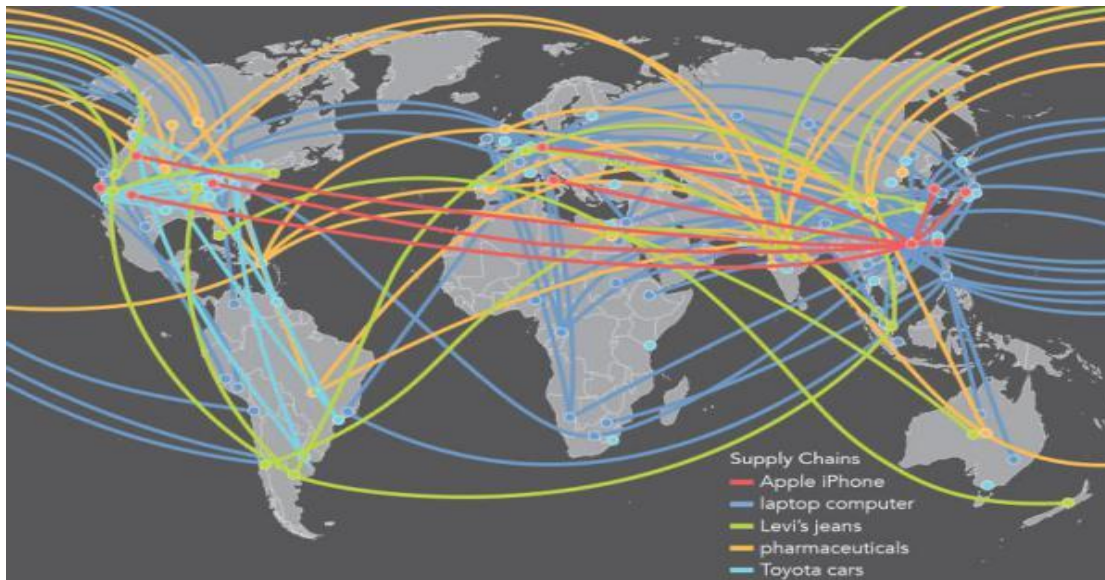 Supply Chains
Apple iPhone
laptop computer
Levi's jeans
pharmaceuticals
Toyota cars